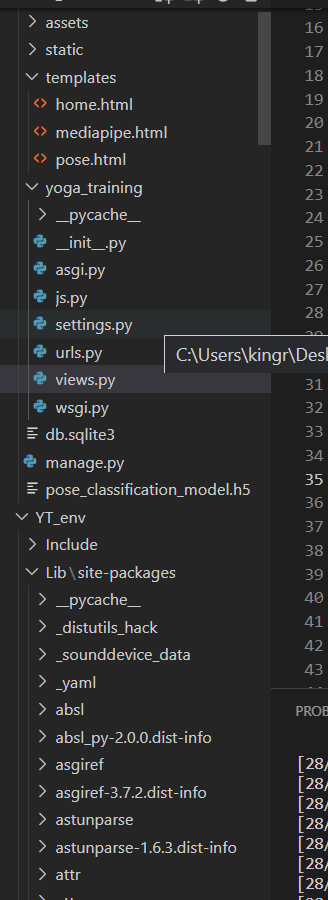 assets
static
templates
home.html
mediapipe.html
pose.html
yoga_training
__pycache__
__init__.py
asgi.py
js.py
settings.py
urls.py
C:\Users\kingr\Desl
views.py
wsgi.py
db.sqlite3
manage.py
pose_classification_model.h5
YT_env
Include
Lib\site-packages
__pycache__
_distutils_hack
_sounddevice_data
_yaml
absl
absl_py-2.0.0.dist-info
asgiref
asgiref-3.7.2.dist-info
astunparse
astunparse-1.6.3.dist-info
attr
16
17
18
19
20
21
22
23
24
25
26
27
28
31
32
33
34
35
36
37
38
39
40
41
42
43
PROB
[28/
[28/
[28/
[28/
[28/
[28/
[28/